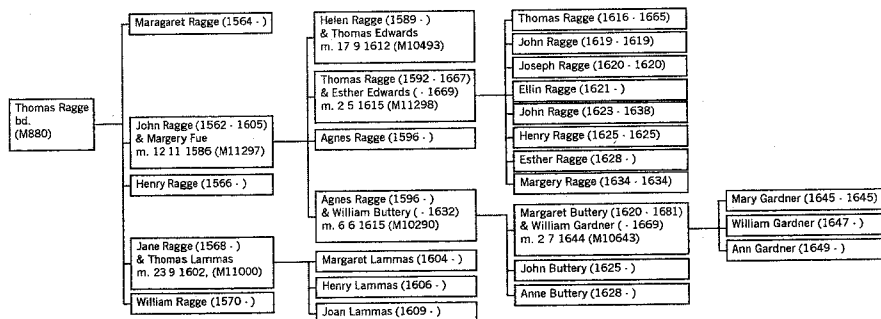 Thomas Ragge
bd.
(M880)
Maragaret Ragge (1564 - )
John Ragge (1562 - 1605)
& Margery Fue
m. 12 11 1586 (M11297)
Henry Ragge (1566 - )
Jane Ragge (1568 - )
& Thomas Lammas
m. 23 9 1602, (M11000)
William Ragge (1570 - )
Helen Ragge (1589 - )
& Thomas Edwards
m. 17 9 1612 (M10493)
Thomas Ragge (1592 - 1667)
& Esther Edwards ( - 1669)
m. 2 5 1615 (M11298)
Agnes Ragge (1596 - )
Agnes Ragge (1596 - )
& William Buttery ( - 1632)
m. 6 6 1615 (M10290)
Margaret Lammas (1604 - )
Henry Lammas (1606 - )
Joan Lammas (1609 - )
Thomas Ragge (1616 - 1665)
John Ragge (1619 - 1619)
Joseph Ragge (1620 - 1620)
Ellin Ragge (1621 - )
John Ragge (1623 - 1638)
Henry Ragge (1625 - 1625)
Esther Ragge (1628 - )
Margery Ragge (1634 - 1634)
Margaret Buttery (1620 - 1681)
& William Gardner ( - 1669)
m. 2 7 1644 (M10643)
John Buttery (1625 - )
Anne Buttery (1628 - )
Mary Gardner (1645 - 1645)
William Gardner (1647 - )
Ann Gardner (1649 - )